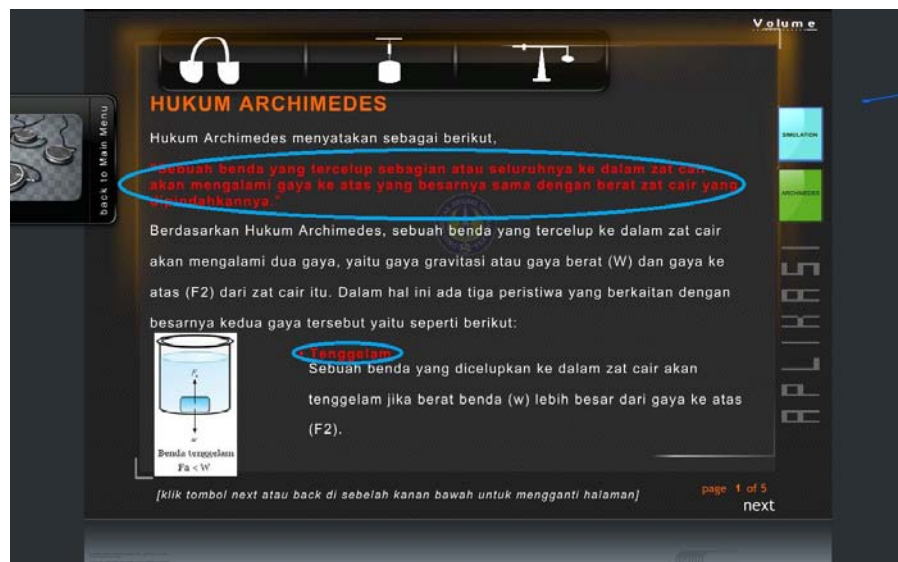 Volume
back to Main Menu
HUKUM ARCHIMEDES
Hukum Archimedes menyatakan sebagai berikut,
"Sebuah benda yang tercelup sebagian atau seluruhnya ke dalam zat cair
akan mengalami gaya ke atas yang besarnya sama dengan berat zat cair yang
dipindahkannya."
Berdasarkan Hukum Archimedes, sebuah benda yang tercelup ke dalam zat cair
akan mengalami dua gaya, yaitu gaya gravitasi atau gaya berat (W) dan gaya ke
atas (F2) dari zat cair itu. Dalam hal ini ada tiga peristiwa yang berkaitan dengan
besarnya kedua gaya tersebut yaitu seperti berikut:
• Tenggelam
Sebuah benda yang dicelupkan ke dalam zat cair akan
tenggelam jika berat benda (w) lebih besar dari gaya ke atas
(F2).
w
Benda tenggelam
Fa < W
[klik tombol next atau back di sebelah kanan bawah untuk mengganti halaman]
page 1 of 5
next
SIMULATION
ARCHIMEDES
APLIKASI